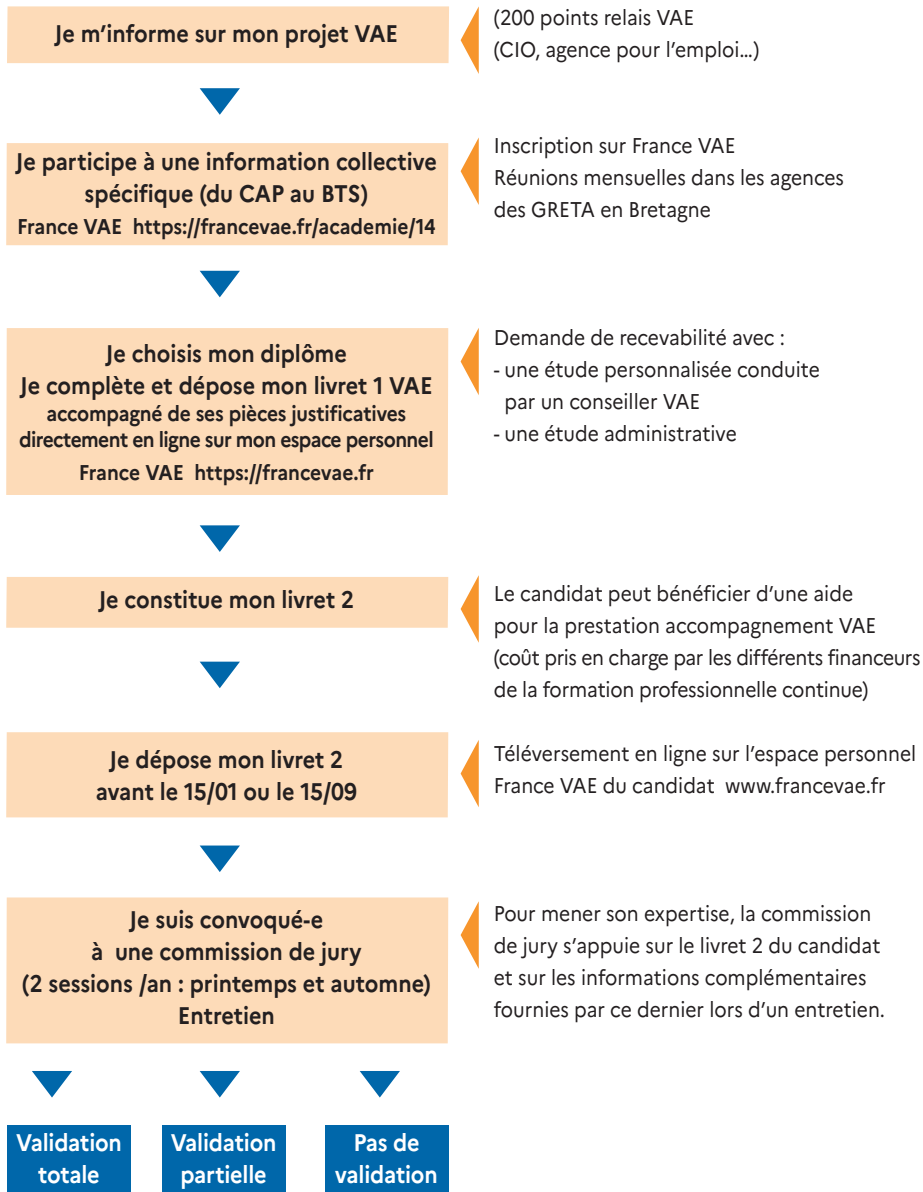 Je m’informe sur mon projet VAE
(200 points relais VAE
(CIO, agence pour l’emploi…)
Je participe à une information collective
spécifique (du CAP au BTS)
France VAE https://francevae.fr/academie/14
Inscription sur France VAE
Réunions mensuelles dans les agences
des GRETA en Bretagne
Je choisis mon diplôme
Je complète et dépose mon livret 1 VAE
accompagné de ses pièces justificatives
directement en ligne sur mon espace personnel
France VAE https://francevae.fr
Demande de recevabilité avec :
- une étude personnalisée conduite
par un conseiller VAE
- une étude administrative
Je constitue mon livret 2
Le candidat peut bénéficier d’une aide
pour la prestation accompagnement VAE
(coût pris en charge par les différents financeurs
de la formation professionnelle continue)
Je dépose mon livret 2
avant le 15/01 ou le 15/09
Téléversement en ligne sur l’espace personnel
France VAE du candidat www.francevae.fr
Je suis convoqué-e
à une commission de jury
(2 sessions /an : printemps et automne)
Entretien
Pour mener son expertise, la commission
de jury s’appuie sur le livret 2 du candidat
et sur les informations complémentaires
fournies par ce dernier lors d’un entretien.
Validation
totale
Validation
partielle
Pas de
validation